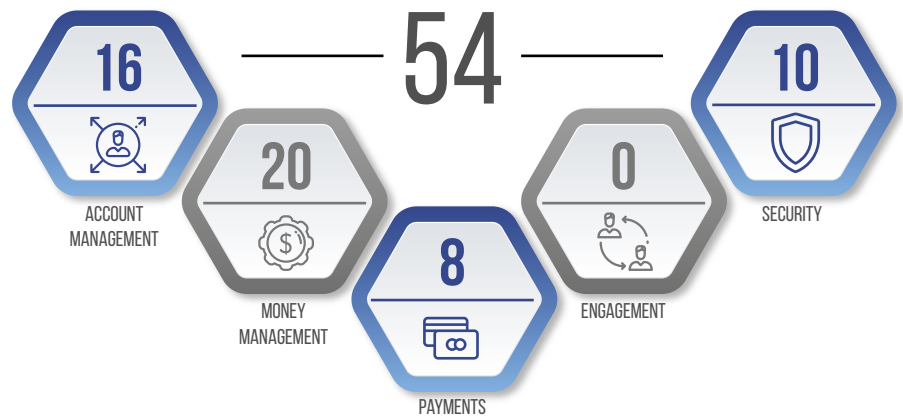 54
16
ACCOUNT
MANAGEMENT
20
$
MONEY
MANAGEMENT
8
PAYMENTS
0
ENGAGEMENT
10
SECURITY